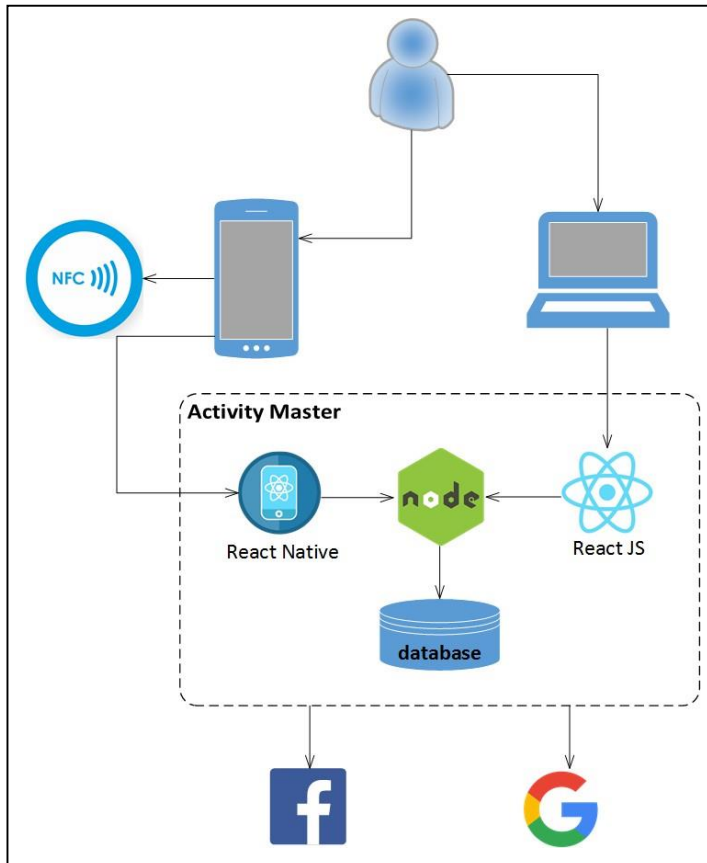 NFC
Activity Master
node
React Native
React JS
database